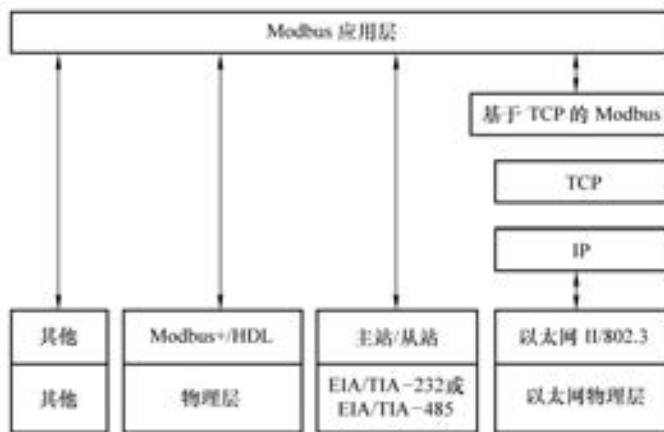 Modbus 应用层
基于 TCP 的 Modbus
TCP
IP
其他
Modbus+/HDL
主站/从站
以太网 II/802.3
其他
物理层
EIA/TIA-232或
EIA/TIA-485
以太网物理层